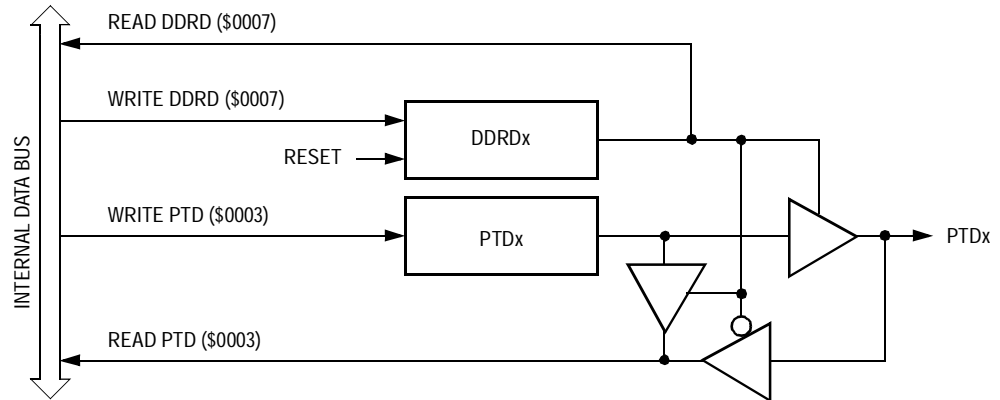 READ DDRD ($0007)
WRITE DDRD ($0007)
DDRDx
RESET
INTERNAL DATA BUS
WRITE PTD ($0003)
PTDx
PTDx
READ PTD ($0003)